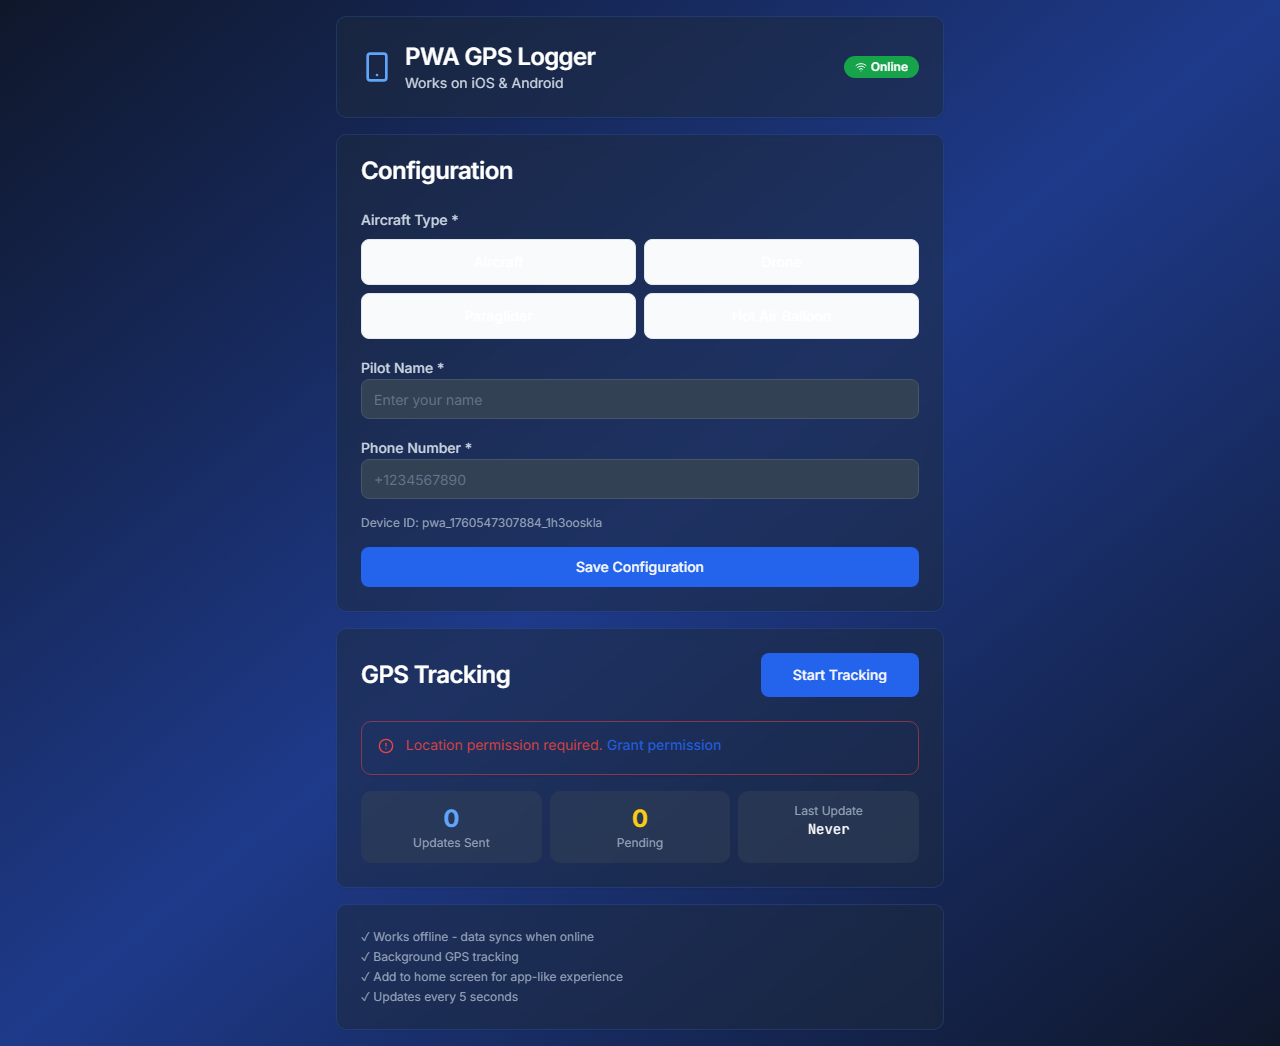 PWA GPS Logger
Works on iOS & Android
Online
Configuration
Aircraft Type *
Aircraft
Drone
Paraglider
Hot Air Balloon
Pilot Name *
Enter your name
Phone Number *
+1234567890
Device ID: pwa_1760547307884_1h3ooskla
Save Configuration
GPS Tracking
Start Tracking
Location permission required. Grant permission
0
Updates Sent
0
Pending
Last Update
Never
✓ Works offline - data syncs when online
✓ Background GPS tracking
✓ Add to home screen for app-like experience
✓ Updates every 5 seconds